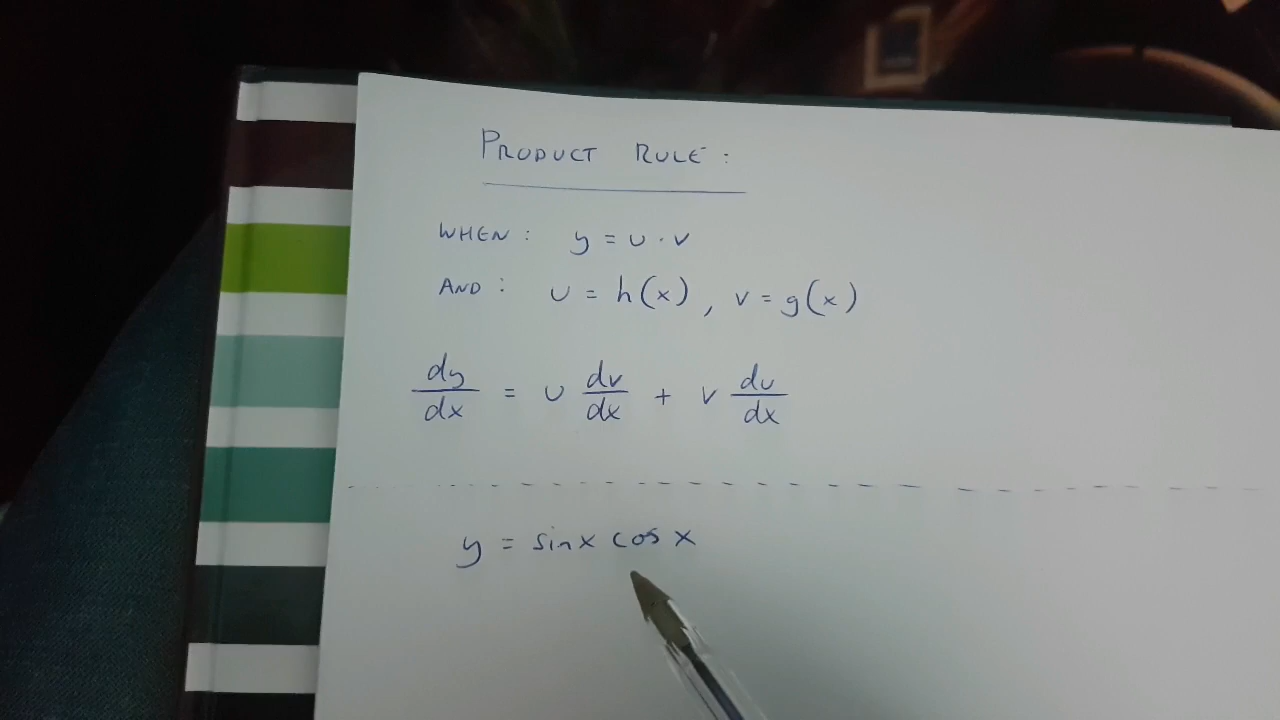 PRODUCT RULE :
WHEN : y = u · v
AND : u = h(x) , v = g(x)
dy/dx = u dv/dx + v du/dx
y = sinx cos x